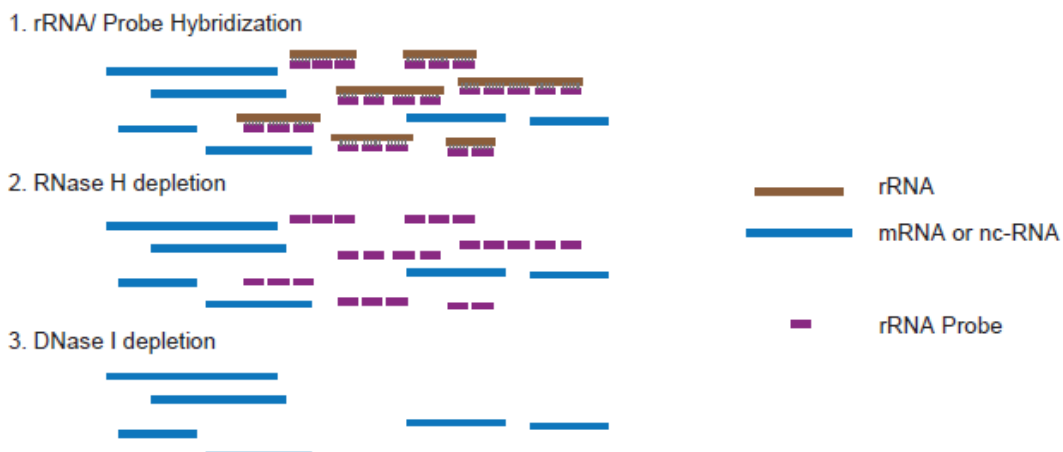 1. rRNA/ Probe Hybridization
2. RNase H depletion
rRNA
mRNA or nc-RNA
rRNA Probe
3. DNase I depletion